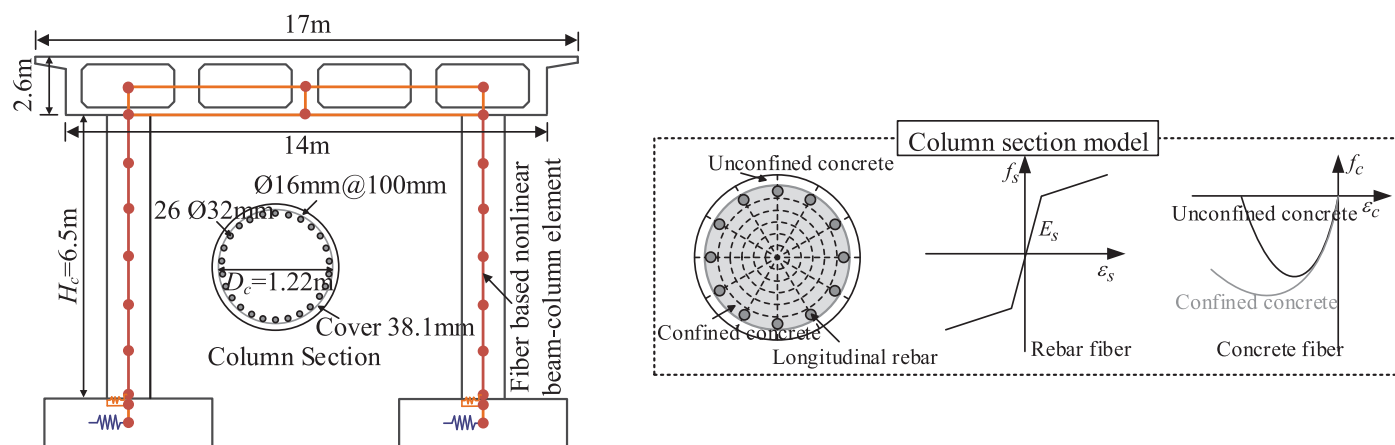 17m
2.6m
14m
Hc=6.5m
Ø16mm@100mm
26 Ø32mm
Dc=1.22m
Cover 38.1mm
Column Section
Fiber based nonlinear
beam-column element
Column section model
Unconfined concrete
Confined concrete
Longitudinal rebar
fs
Es
εs
Rebar fiber
fc
εc
Unconfined concrete
Confined concrete
Concrete fiber